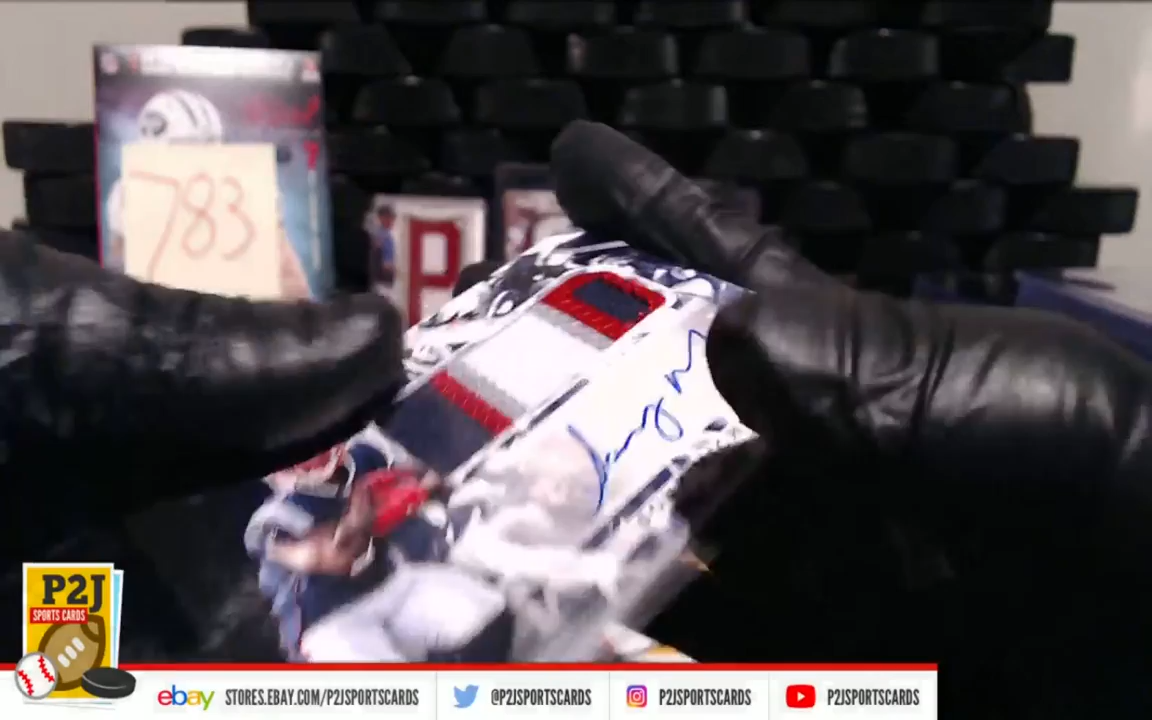 783
P
P2J
SPORTS CARDS
ebay STORES.EBAY.COM/P2JSPORTSCARDS
@P2JSPORTSCARDS
P2JSPORTSCARDS
P2JSPORTSCARDS